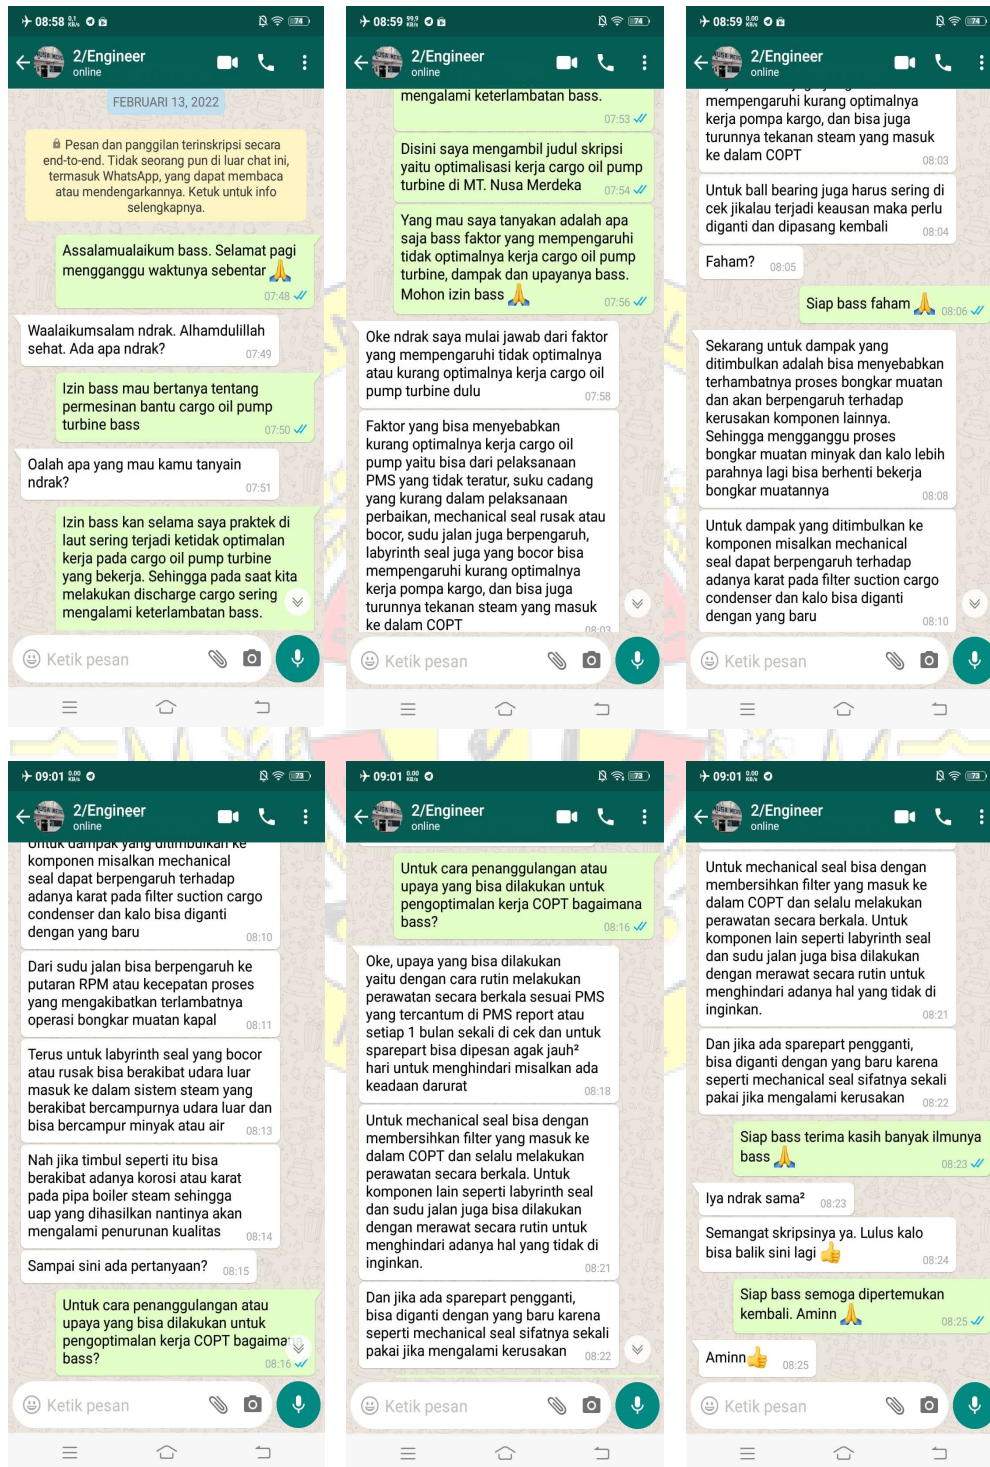 08:58 0,1 KB/s 74
2/Engineer
online
FEBRUARI 13, 2022
Pesan dan panggilan terinskripsi secara
end-to-end. Tidak seorang pun di luar chat ini,
termasuk WhatsApp, yang dapat membaca
atau mendengarkannya. Ketuk untuk info
selengkapnya.
Assalamualaikum bass. Selamat pagi
mengganggu waktunya sebentar 🙏
07:48
Waalaikumsalam ndrak. Alhamdulillah
sehat. Ada apa ndrak?
07:49
Izin bass mau bertanya tentang
permesinan bantu cargo oil pump
turbine bass
07:50
Oalah apa yang mau kamu tanyain
ndrak?
07:51
Izin bass kan selama saya praktek di
laut sering terjadi ketidak optimalan
kerja pada cargo oil pump turbine
yang bekerja. Sehingga pada saat kita
melakukan discharge cargo sering
mengalami keterlambatan bass.
Ketik pesan
08:59 99,9 KB/s 74
2/Engineer
online
mengalami keterlambatan bass.
07:53
Disini saya mengambil judul skripsi
yaitu optimalisasi kerja cargo oil pump
turbine di MT. Nusa Merdeka
07:54
Yang mau saya tanyakan adalah apa
saja bass faktor yang mempengaruhi
tidak optimalnya kerja cargo oil pump
turbine, dampak dan upayanya bass.
Mohon izin bass 🙏
07:56
Oke ndrak saya mulai jawab dari faktor
yang mempengaruhi tidak optimalnya
atau kurang optimalnya kerja cargo oil
pump turbine dulu
07:58
Faktor yang bisa menyebabkan
kurang optimalnya kerja cargo oil
pump yaitu bisa dari pelaksanaan
PMS yang tidak teratur, suku cadang
yang kurang dalam pelaksanaan
perbaikan, mechanical seal rusak atau
bocor, sudu jalan juga berpengaruh,
labyrinth seal juga yang bocor bisa
mempengaruhi kurang optimalnya
kerja pompa kargo, dan bisa juga
turunnya tekanan steam yang masuk
ke dalam COPT
08:03
Ketik pesan
08:59 0.00 KB/s 74
2/Engineer
online
mempengaruhi kurang optimalnya
kerja pompa kargo, dan bisa juga
turunnya tekanan steam yang masuk
ke dalam COPT
08:03
Untuk ball bearing juga harus sering di
cek jikalau terjadi keausan maka perlu
diganti dan dipasang kembali
08:04
Faham?
08:05
Siap bass faham 🙏
08:06
Sekarang untuk dampak yang
ditimbulkan adalah bisa menyebabkan
terhambatnya proses bongkar muatan
dan akan berpengaruh terhadap
kerusakan komponen lainnya.
Sehingga mengganggu proses
bongkar muatan minyak dan kalo lebih
parahnya lagi bisa berhenti bekerja
bongkar muatannya
08:08
Untuk dampak yang ditimbulkan ke
komponen misalkan mechanical
seal dapat berpengaruh terhadap
adanya karat pada filter suction cargo
condenser dan kalo bisa diganti
dengan yang baru
08:10
Ketik pesan
09:01 0.00 KB/s 73
2/Engineer
online
Untuk dampak yang ditimbulkan ke
komponen misalkan mechanical
seal dapat berpengaruh terhadap
adanya karat pada filter suction cargo
condenser dan kalo bisa diganti
dengan yang baru
08:10
Dari sudu jalan bisa berpengaruh ke
putaran RPM atau kecepatan proses
yang mengakibatkan terlambatnya
operasi bongkar muatan kapal
08:11
Terus untuk labyrinth seal yang bocor
atau rusak bisa berakibat udara luar
masuk ke dalam sistem steam yang
berakibat bercampurnya udara luar dan
bisa bercampur minyak atau air
08:13
Nah jika timbul seperti itu bisa
berakibat adanya korosi atau karat
pada pipa boiler steam sehingga
uap yang dihasilkan nantinya akan
mengalami penurunan kualitas
08:14
Sampai sini ada pertanyaan?
08:15
Untuk cara penanggulangan atau
upaya yang bisa dilakukan untuk
pengoptimalan kerja COPT bagaimana
bass?
08:16
Ketik pesan
09:01 0.00 KB/s 73
2/Engineer
online
Untuk cara penanggulangan atau
upaya yang bisa dilakukan untuk
pengoptimalan kerja COPT bagaimana
bass?
08:16
Oke, upaya yang bisa dilakukan
yaitu dengan cara rutin melakukan
perawatan secara berkala sesuai PMS
yang tercantum di PMS report atau
setiap 1 bulan sekali di cek dan untuk
sparepart bisa dipesan agak jauh²
hari untuk menghindari misalkan ada
keadaan darurat
08:18
Untuk mechanical seal bisa dengan
membersihkan filter yang masuk ke
dalam COPT dan selalu melakukan
perawatan secara berkala. Untuk
komponen lain seperti labyrinth seal
dan sudu jalan juga bisa dilakukan
dengan merawat secara rutin untuk
menghindari adanya hal yang tidak di
inginkan.
08:21
Dan jika ada sparepart pengganti,
bisa diganti dengan yang baru karena
seperti mechanical seal sifatnya sekali
pakai jika mengalami kerusakan
08:22
Ketik pesan
09:01 0.00 KB/s 73
2/Engineer
online
Untuk mechanical seal bisa dengan
membersihkan filter yang masuk ke
dalam COPT dan selalu melakukan
perawatan secara berkala. Untuk
komponen lain seperti labyrinth seal
dan sudu jalan juga bisa dilakukan
dengan merawat secara rutin untuk
menghindari adanya hal yang tidak di
inginkan.
08:21
Dan jika ada sparepart pengganti,
bisa diganti dengan yang baru karena
seperti mechanical seal sifatnya sekali
pakai jika mengalami kerusakan
08:22
Siap bass terima kasih banyak ilmunya
bass 🙏
08:23
Iya ndrak sama²
08:23
Semangat skripsinya ya. Lulus kalo
bisa balik sini lagi 👍
08:24
Siap bass semoga dipertemukan
kembali. Aminn 🙏
08:25
Aminn👍
08:25
Ketik pesan